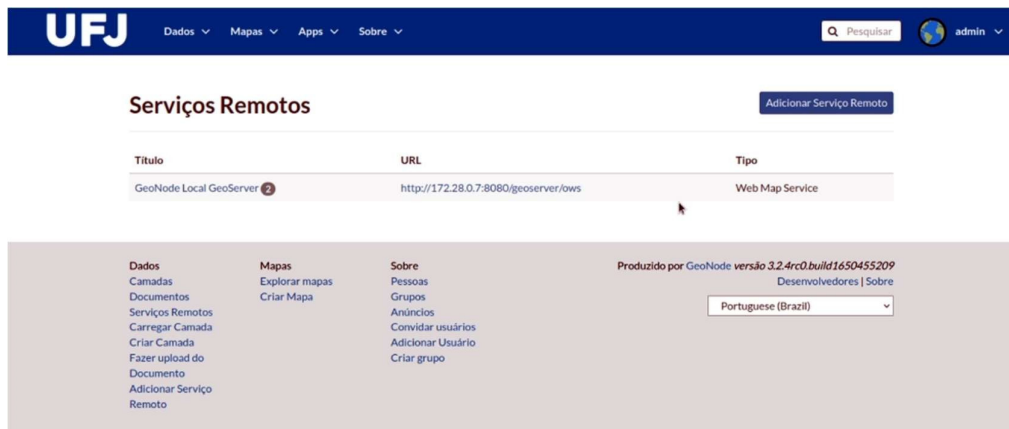 UFJ
Dados Mapas Apps Sobre
Pesquisar
admin
Serviços Remotos
Adicionar Serviço Remoto
Título URL Tipo
GeoNode Local GeoServer 2 http://172.28.0.7:8080/geoserver/ows Web Map Service
Dados
Camadas
Documentos
Serviços Remotos
Carregar Camada
Criar Camada
Fazer upload do
Documento
Adicionar Serviço
Remoto
Mapas
Explorar mapas
Criar Mapa
Sobre
Pessoas
Grupos
Anúncios
Convidar usuários
Adicionar Usuário
Criar grupo
Produzido por GeoNode versão 3.2.4rc0.build1650455209
Desenvolvedores | Sobre
Portuguese (Brazil)